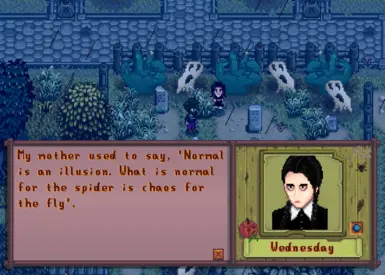 My mother used to say, 'Normal
is an illusion. What is normal
for the spider is chaos for
the fly'.
Wednesday